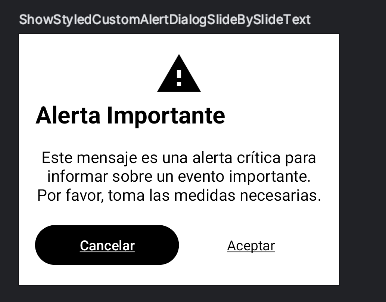 ShowStyledCustomAlertDialogSlideBySlideText
Alerta Importante
Este mensaje es una alerta crítica para
informar sobre un evento importante.
Por favor, toma las medidas necesarias.
Cancelar
Aceptar